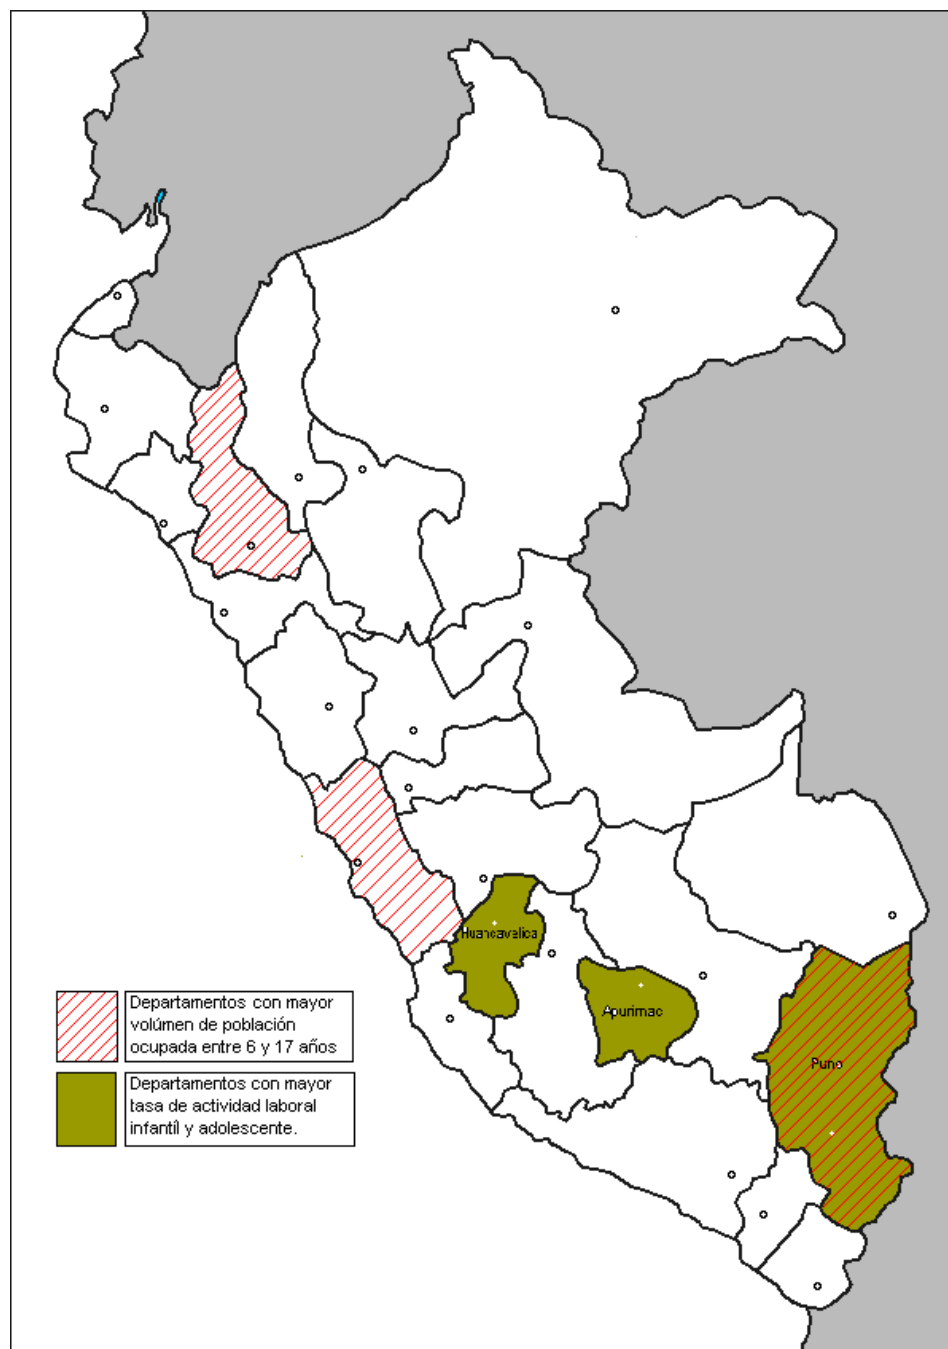 Huancavelica
Apurimac
Puno
Departamentos con mayor
volúmen de población
ocupada entre 6 y 17 años
Departamentos con mayor
tasa de actividad laboral
infantíl y adolescente.